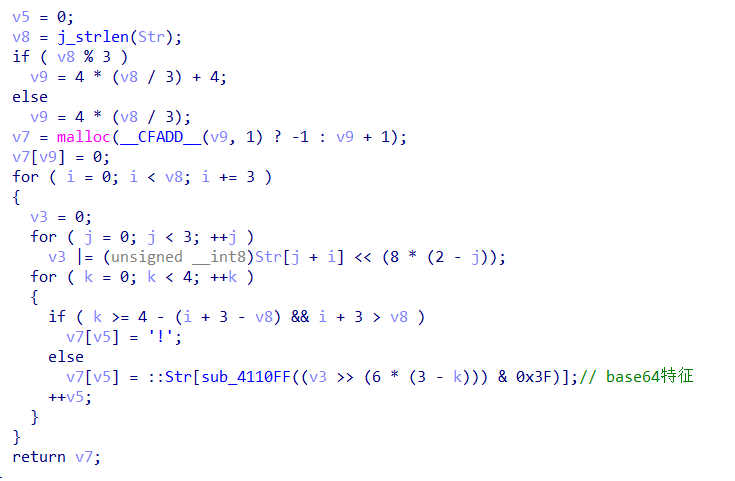 v5 = 0;
v8 = j_strlen(Str);
if ( v8 % 3 )
  v9 = 4 * (v8 / 3) + 4;
else
  v9 = 4 * (v8 / 3);
v7 = malloc(__CFADD__(v9, 1) ? -1 : v9 + 1);
v7[v9] = 0;
for ( i = 0; i < v8; i += 3 )
{
  v3 = 0;
  for ( j = 0; j < 3; ++j )
    v3 |= (unsigned __int8)Str[j + i] << (8 * (2 - j));
  for ( k = 0; k < 4; ++k )
  {
    if ( k >= 4 - (i + 3 - v8) && i + 3 > v8 )
      v7[v5] = '!';
    else
      v7[v5] = ::Str[sub_4110FF((v3 >> (6 * (3 - k))) & 0x3F)];// base64特征
    ++v5;
  }
}
return v7;